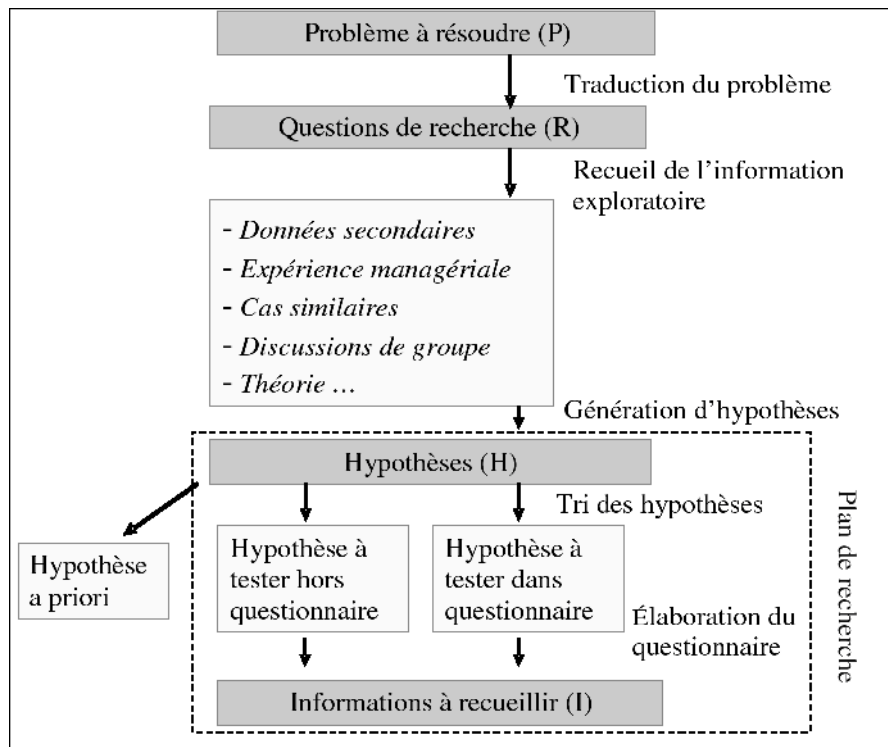 Problème à résoudre (P)
Traduction du problème
Questions de recherche (R)
Recueil de l’information
exploratoire
- Données secondaires
- Expérience managériale
- Cas similaires
- Discussions de groupe
- Théorie …
Génération d’hypothèses
Hypothèses (H)
Tri des hypothèses
Hypothèse
a priori
Hypothèse à
tester hors
questionnaire
Hypothèse à
tester dans
questionnaire
Élaboration du
questionnaire
Informations à recueillir (I)
Plan de recherche